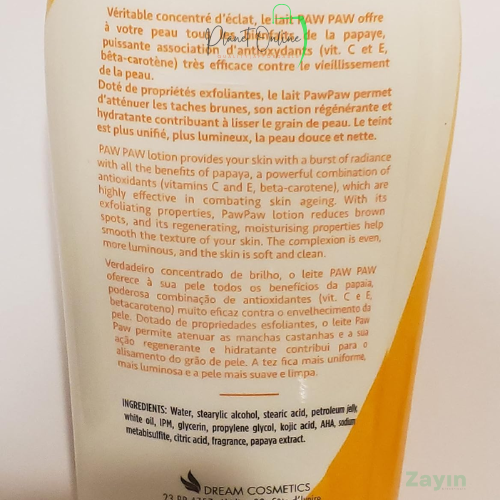 Véritable concentré d'éclat, le lait PAW PAW offre
à votre peau tous les bienfaits de la papaye,
Planet Online
puissante association d'antioxydants (vit. C et E,
bêta-carotène) très efficace contre le vieillissement
de la peau.
Doté de propriétés exfoliantes, le lait PawPaw permet
d'atténuer les taches brunes, son action régénérante et
hydratante contribuant à lisser le grain de peau. Le teint
est plus unifié, plus lumineux, la peau douce et nette.
PAW PAW lotion provides your skin with a burst of radiance
with all the benefits of papaya, a powerful combination of
antioxidants (vitamins C and E, beta-carotene), which are
highly effective in combating skin ageing. With its
exfoliating properties, PawPaw lotion reduces brown
spots, and its regenerating, moisturising properties help
smooth the texture of your skin. The complexion is even,
more luminous, and the skin is soft and clean.
Verdadeiro concentrado de brilho, o leite PAW PAW
oferece à sua pele todos os benefícios da papaia,
poderosa combinação de antioxidantes (vit. C e E,
betacaroteno) muito eficaz contra o envelhecimento da
pele. Dotado de propriedades exfoliantes, o leite Paw
Paw permite atenuar as manchas castanhas e a sua
ação regenerante e hidratante contribui para o
alisamento do grão de pele. A tez fica mais uniforme,
mais luminosa e a pele mais suave e limpa.
INGREDIENTS: Water, stearylic alcohol, stearic acid, petroleum jelly,
white oil, IPM, glycerin, propylene glycol, kojic acid, AHA, sodium
metabisulfite, citric acid, fragrance, papaya extract.
Zayın
DREAM COSMETICS